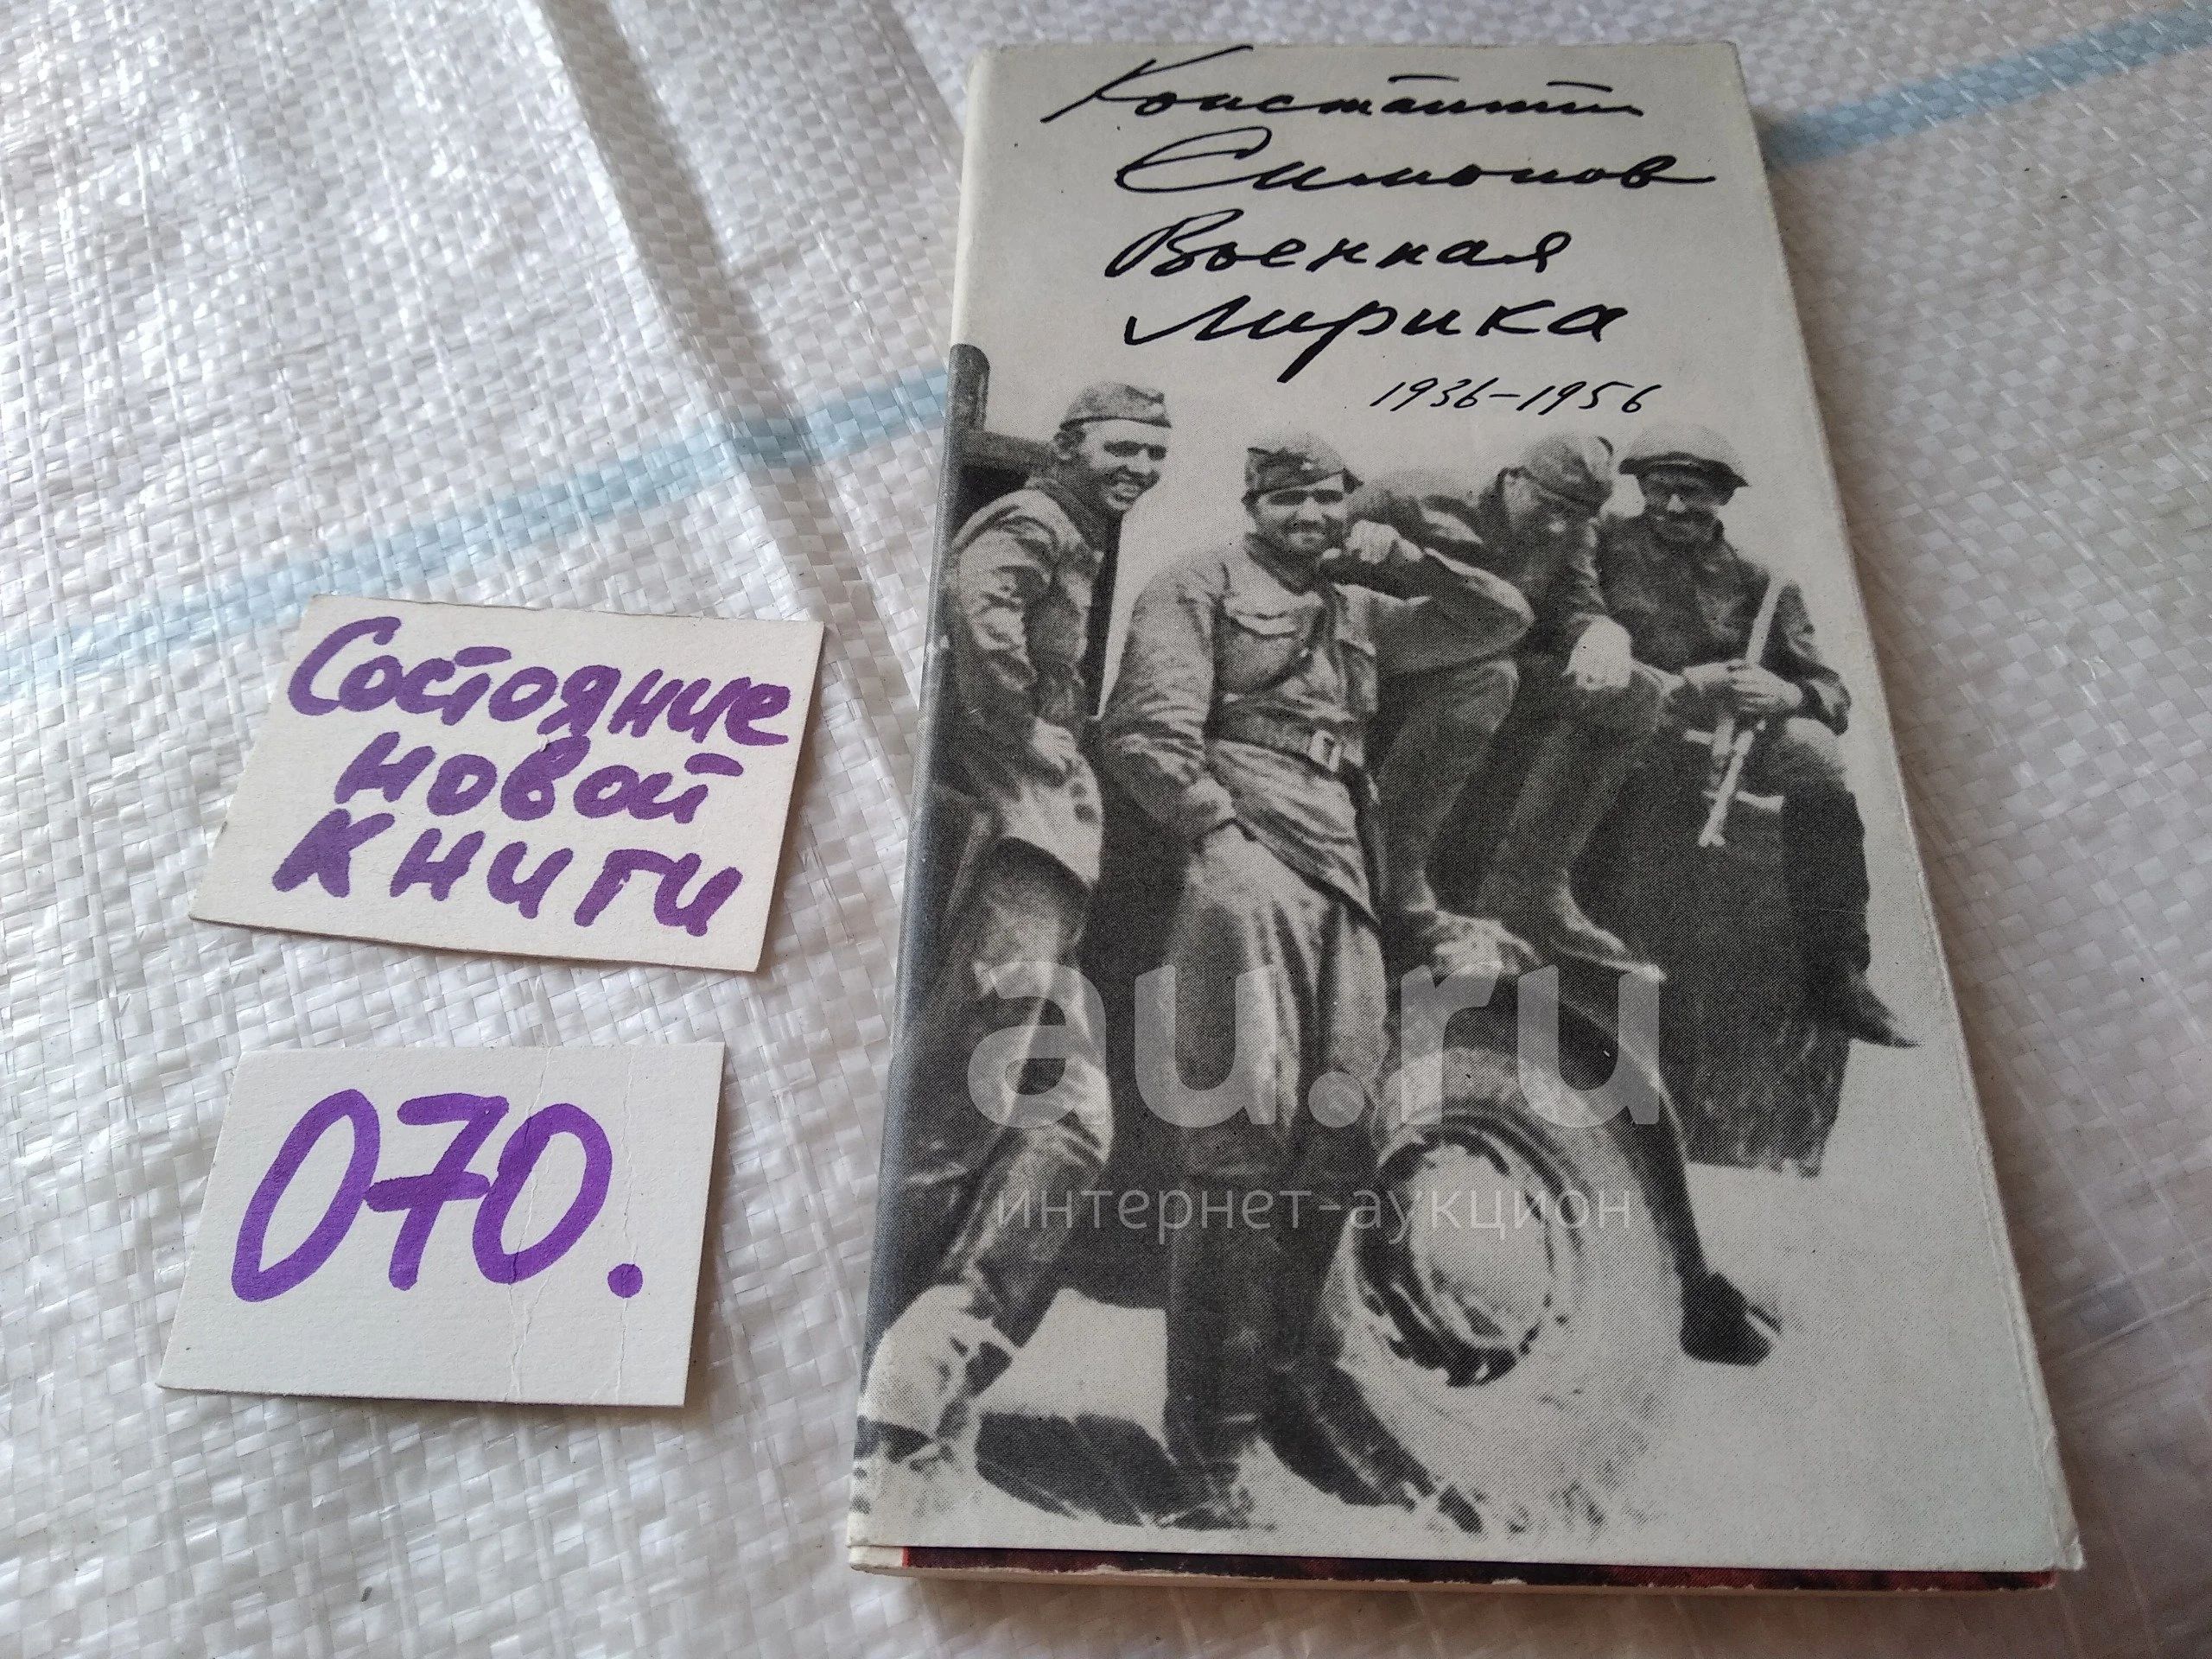 Константин
Симонов
Военная
лирика
1936-1956
Состояние
новой
книги
070.
au.ru
интернет-аукцион